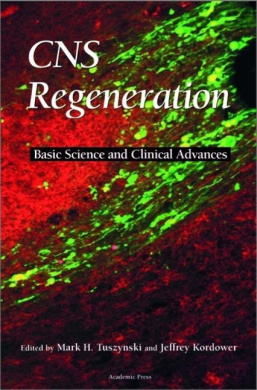 CNS
Regeneration
Basic Science and Clinical Advances
Edited by Mark H. Tuszynski and Jeffrey Kordower
Academic Press